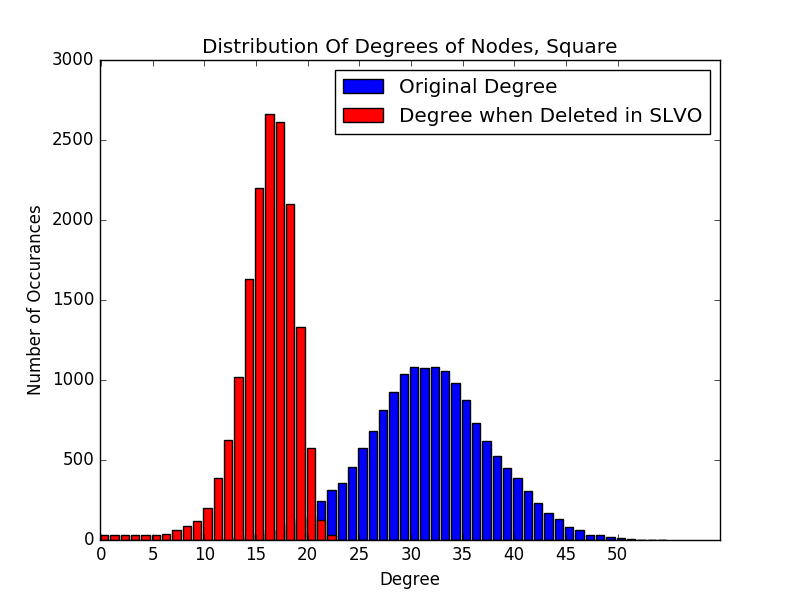 Distribution Of Degrees of Nodes, Square
Original Degree
Degree when Deleted in SLVO
Number of Occurances
3000
2500
2000
1500
1000
500
0
0 5 10 15 20 25 30 35 40 45 50
Degree